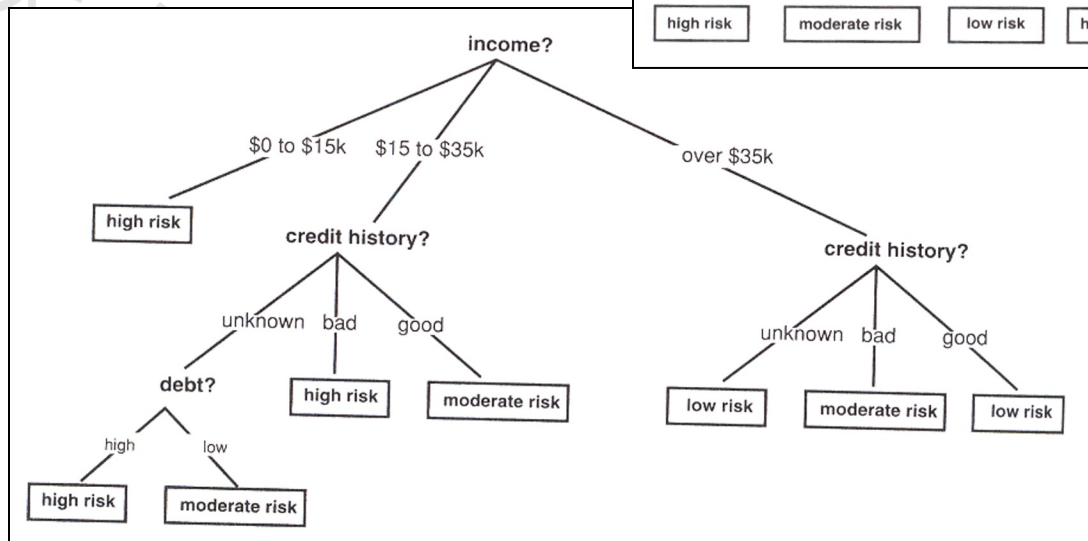 high risk moderate risk low risk h
income?
$0 to $15k $15 to $35k over $35k
high risk
credit history? credit history?
unknown bad good unknown bad good
debt? high risk moderate risk low risk moderate risk low risk
high low
high risk moderate risk